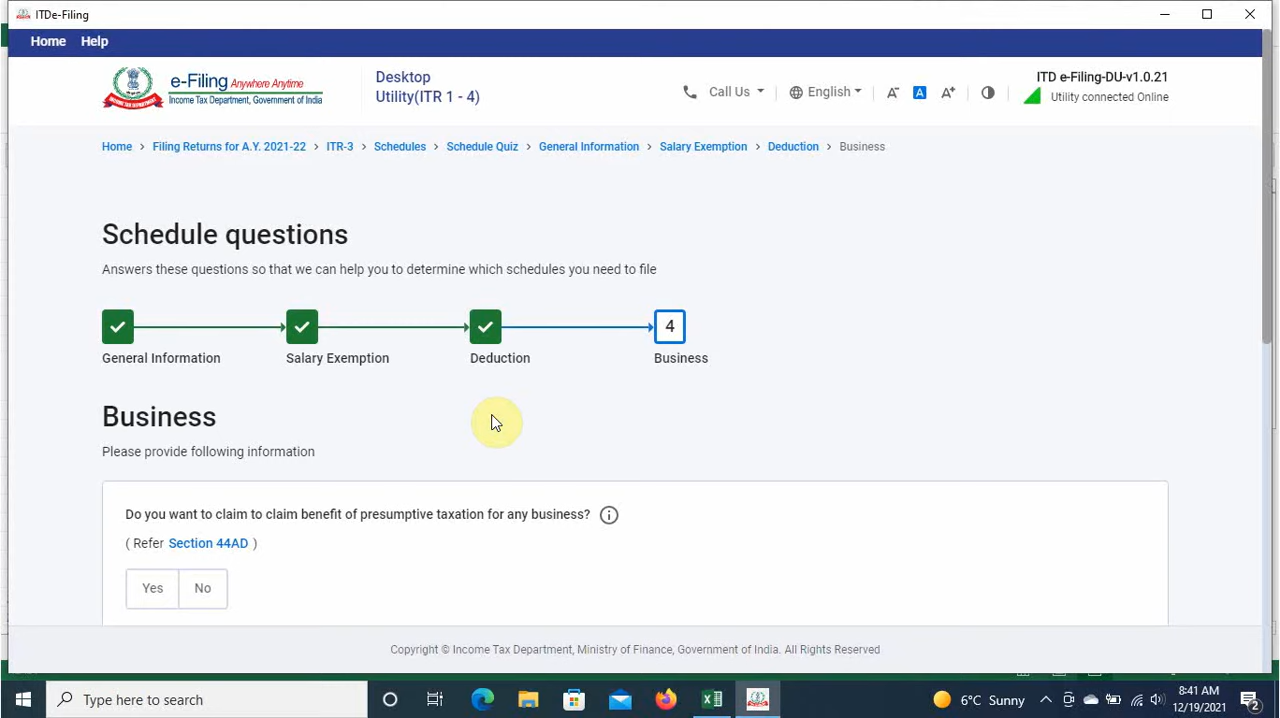 ITDe-Filing
Home Help
e-Filing Anywhere Anytime
Income Tax Department, Government of India
Desktop
Utility(ITR 1 - 4)
Call Us
English
A-
A
A+
ITD e-Filing-DU-v1.0.21
Utility connected Online
Home > Filing Returns for A.Y. 2021-22 > ITR-3 > Schedules > Schedule Quiz > General Information > Salary Exemption > Deduction > Business
Schedule questions
Answers these questions so that we can help you to determine which schedules you need to file
4
General Information Salary Exemption Deduction Business
Business
Please provide following information
Do you want to claim to claim benefit of presumptive taxation for any business?
( Refer Section 44AD )
Yes No
Copyright © Income Tax Department, Ministry of Finance, Government of India. All Rights Reserved
Type here to search
6°C Sunny
8:41 AM
12/19/2021
2